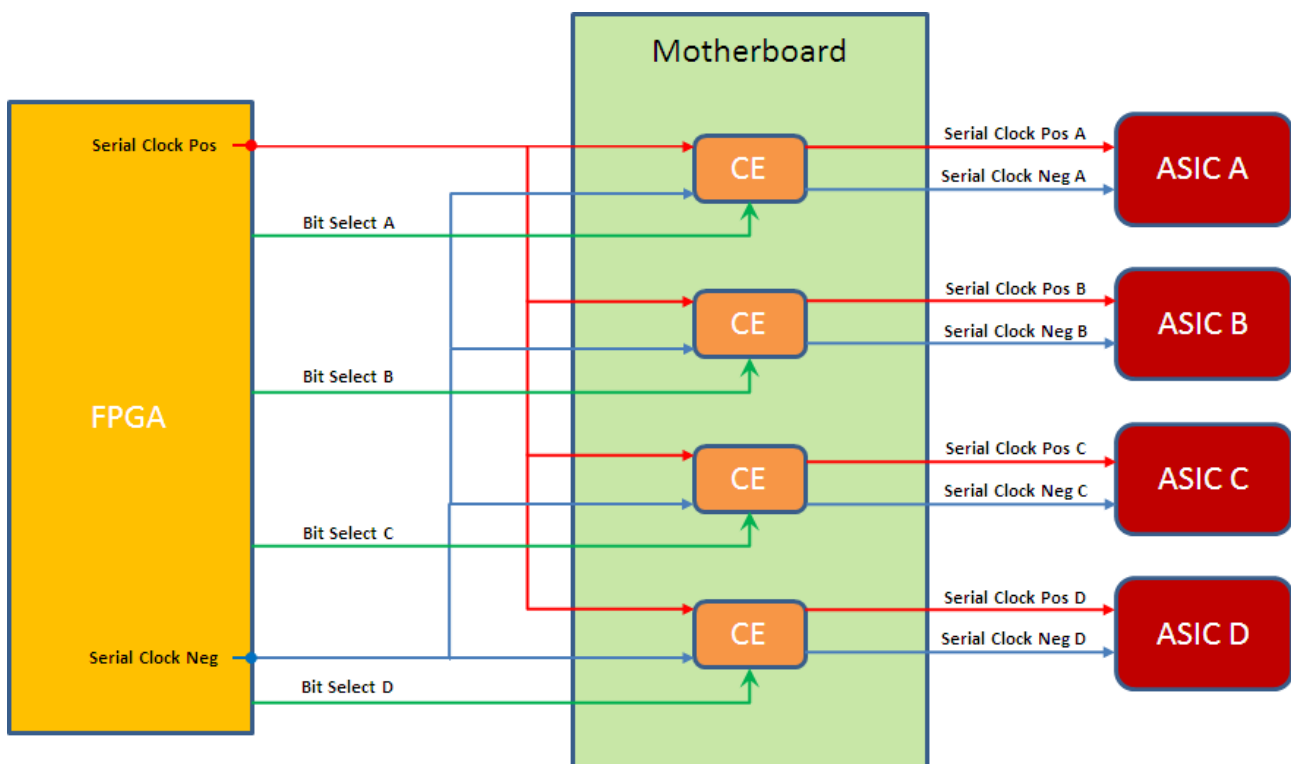 Motherboard
Serial Clock Pos
CE
Serial Clock Pos A
Serial Clock Neg A
ASIC A
Bit Select A
CE
Serial Clock Pos B
Serial Clock Neg B
ASIC B
Bit Select B
FPGA
CE
Serial Clock Pos C
Serial Clock Neg C
ASIC C
Bit Select C
CE
Serial Clock Pos D
Serial Clock Neg D
ASIC D
Serial Clock Neg
Bit Select D